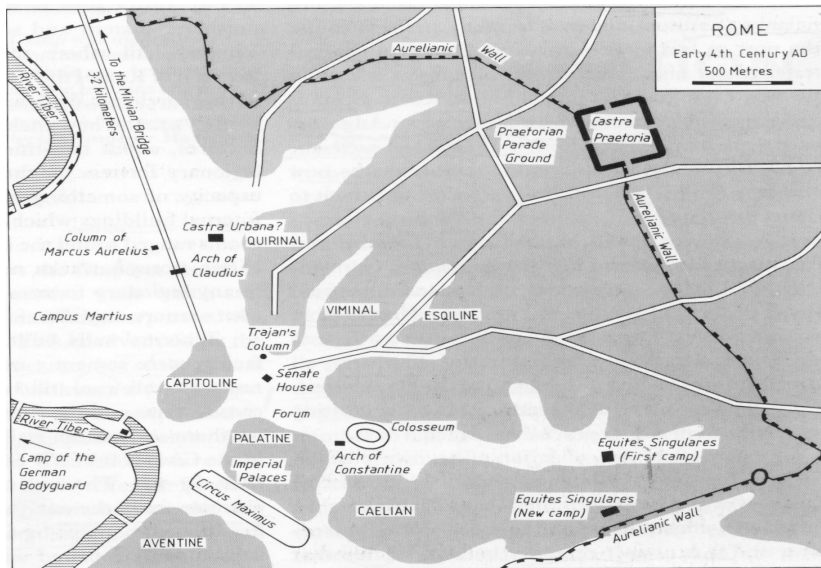 ROME
Early 4th Century AD
500 Metres
Aurelianic
Wall
To the Milvian Bridge
32 kilometers
River Tiber
Castra
Praetoria
Praetorian
Parade
Ground
Aurelianic Wall
Castra Urbana?
QUIRINAL
Column of
Marcus Aurelius
Arch of
Claudius
Campus Martius
VIMINAL
ESQILINE
Trajan's
Column
CAPITOLINE
Senate
House
Forum
Colosseum
River Tiber
Camp of the
German
Bodyguard
PALATINE
Imperial
Palaces
Arch of
Constantine
Circus Maximus
CAELIAN
AVENTINE
Equites Singulares
(First camp)
Equites Singulares
(New camp)
Aurelianic Wall